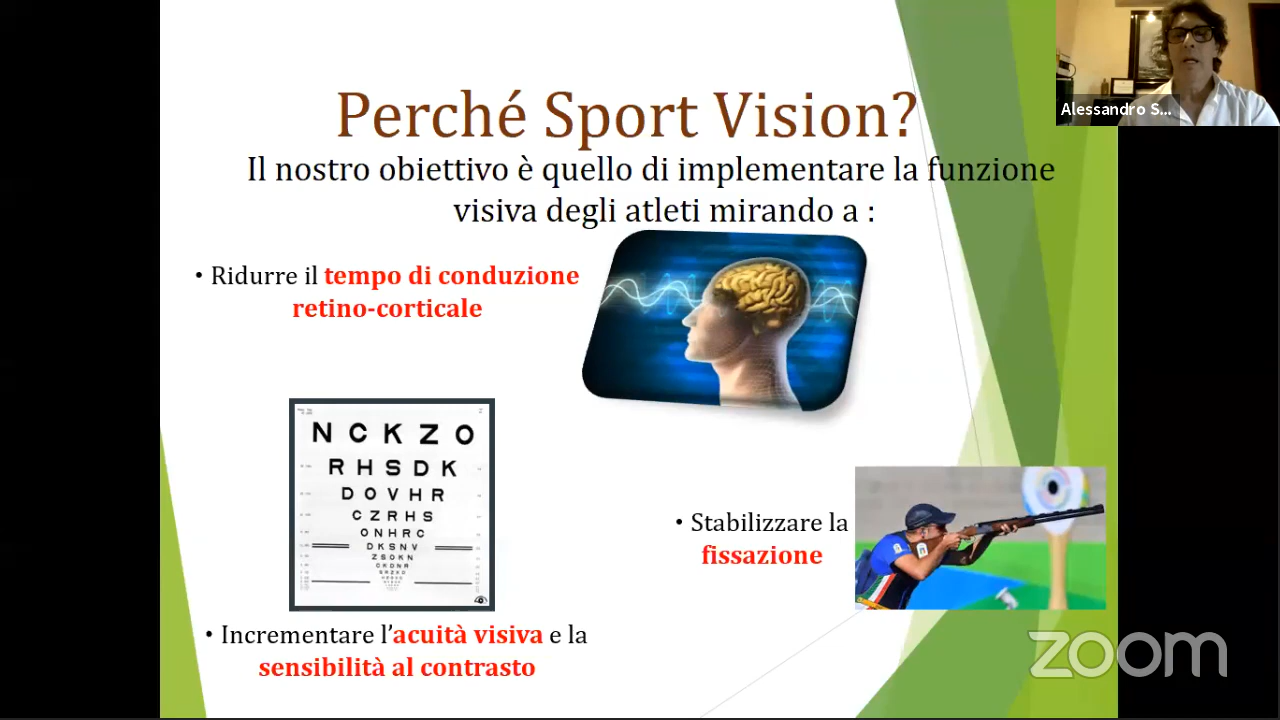 Perché Sport Vision?
Il nostro obiettivo è quello di implementare la funzione
visiva degli atleti mirando a :
• Ridurre il tempo di conduzione
retino-corticale
N C K Z O
R H S D K
D O V H R
C Z R H S
O N H R C
D K S N V
Z S O K N
C K D N R
• Stabilizzare la
fissazione
• Incrementare l'acuità visiva e la
sensibilità al contrasto
Alessandro S...
zoom